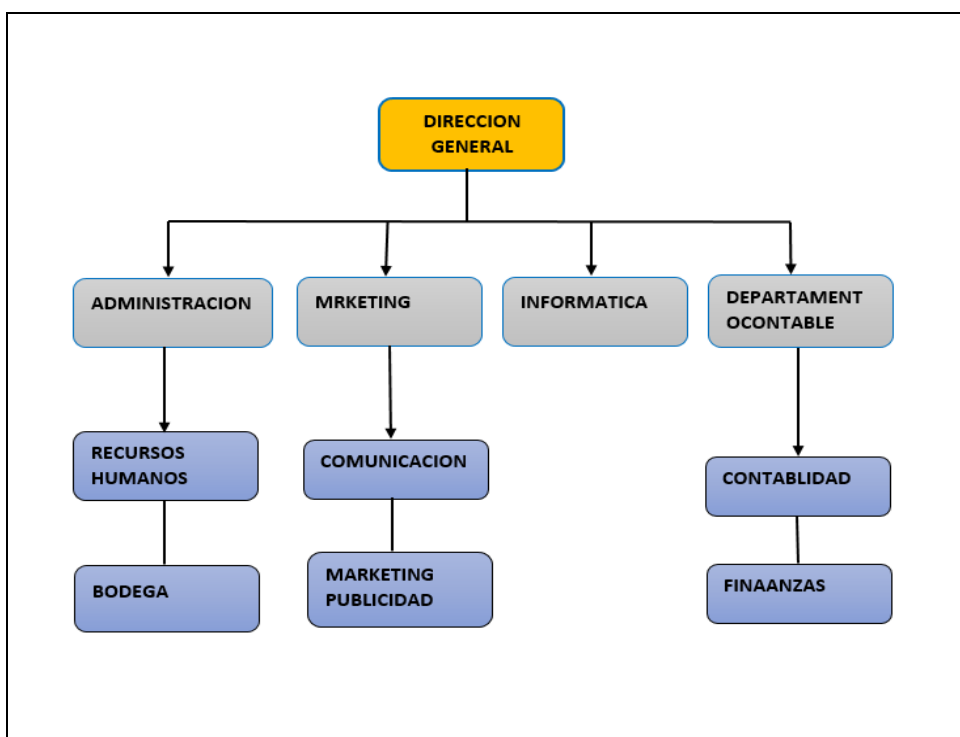 DIRECCION
GENERAL
ADMINISTRACION
MRKETING
INFORMATICA
DEPARTAMENT
OCONTABLE
RECURSOS
HUMANOS
COMUNICACION
CONTABLIDAD
BODEGA
MARKETING
PUBLICIDAD
FINAANZAS